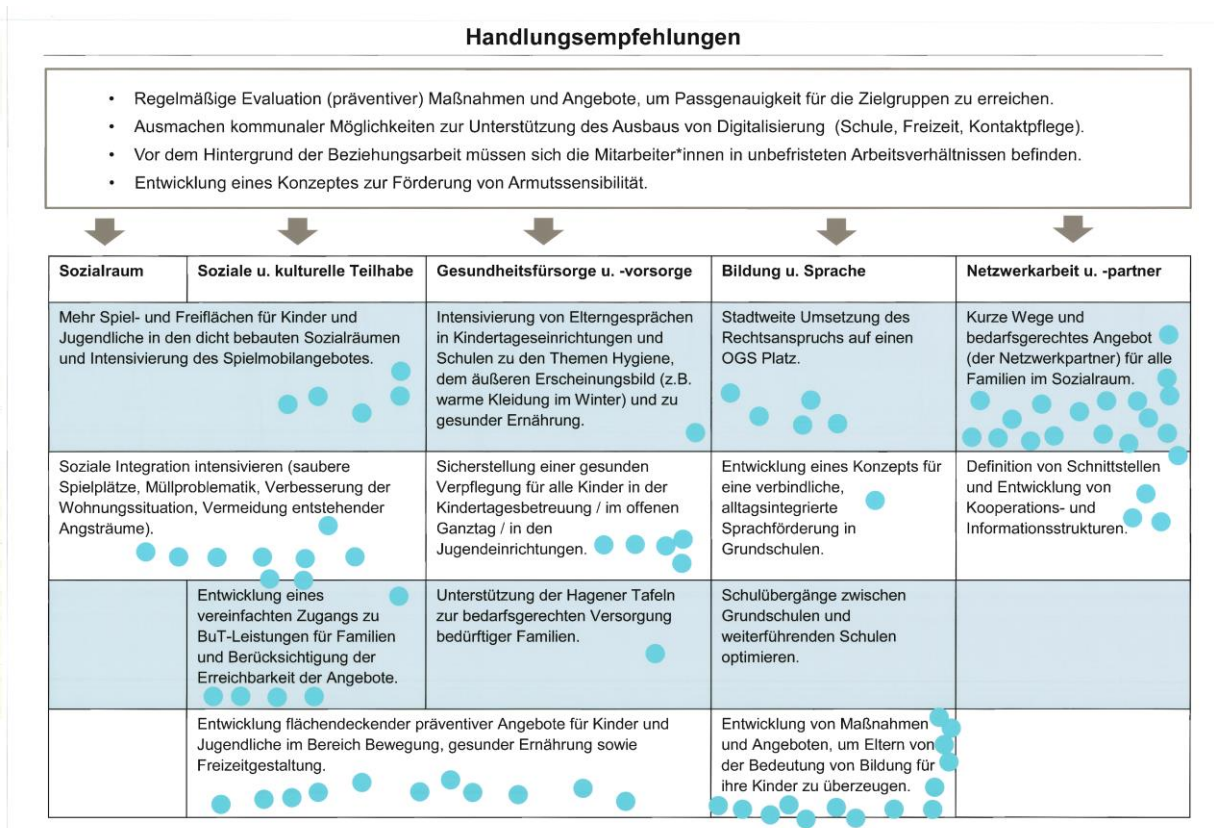 Handlungsempfehlungen
• Regelmäßige Evaluation (präventiver) Maßnahmen und Angebote, um Passgenauigkeit für die Zielgruppen zu erreichen.
• Ausmachen kommunaler Möglichkeiten zur Unterstützung des Ausbaus von Digitalisierung (Schule, Freizeit, Kontaktpflege).
• Vor dem Hintergrund der Beziehungsarbeit müssen sich die Mitarbeiter*innen in unbefristeten Arbeitsverhältnissen befinden.
• Entwicklung eines Konzeptes zur Förderung von Armutssensibilität.
Sozialraum
Soziale u. kulturelle Teilhabe
Gesundheitsfürsorge u. -vorsorge
Bildung u. Sprache
Netzwerkarbeit u. -partner
Mehr Spiel- und Freiflächen für Kinder und
Jugendliche in den dicht bebauten Sozialräumen
und Intensivierung des Spielmobilangebotes.
Intensivierung von Elterngesprächen
in Kindertageseinrichtungen und
Schulen zu den Themen Hygiene,
dem äußeren Erscheinungsbild (z.B.
warme Kleidung im Winter) und zu
gesunder Ernährung.
Stadtweite Umsetzung des
Rechtsanspruchs auf einen
OGS Platz.
Kurze Wege und
bedarfsgerechtes Angebot
(der Netzwerkpartner) für alle
Familien im Sozialraum.
Soziale Integration intensivieren (saubere
Spielplätze, Müllproblematik, Verbesserung der
Wohnungssituation, Vermeidung entstehender
Angsträume).
Sicherstellung einer gesunden
Verpflegung für alle Kinder in der
Kindertagesbetreuung / im offenen
Ganztag / in den
Jugendeinrichtungen.
Entwicklung eines Konzepts für
eine verbindliche,
alltagsintegrierte
Sprachförderung in
Grundschulen.
Definition von Schnittstellen
und Entwicklung von
Kooperations- und
Informationsstrukturen.
Entwicklung eines
vereinfachten Zugangs zu
BuT-Leistungen für Familien
und Berücksichtigung der
Erreichbarkeit der Angebote.
Unterstützung der Hagener Tafeln
zur bedarfsgerechten Versorgung
bedürftiger Familien.
Schulübergänge zwischen
Grundschulen und
weiterführenden Schulen
optimieren.
Entwicklung flächendeckender präventiver Angebote für Kinder und
Jugendliche im Bereich Bewegung, gesunder Ernährung sowie
Freizeitgestaltung.
Entwicklung von Maßnahmen
und Angeboten, um Eltern von
der Bedeutung von Bildung für
ihre Kinder zu überzeugen.